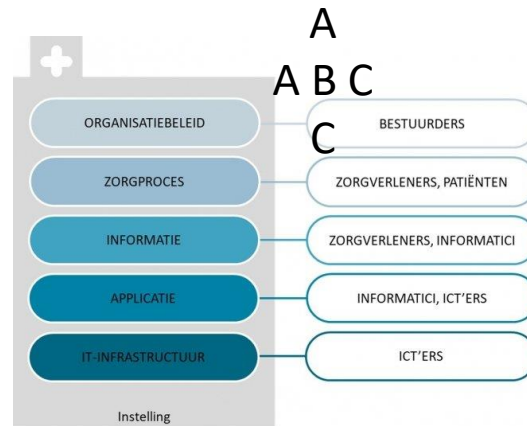 A
A B C
C
ORGANISATIEBELEID
BESTUURDERS
ZORGPROCES
ZORGVERLENERS, PATIËNTEN
INFORMATIE
ZORGVERLENERS, INFORMATICI
APPLICATIE
INFORMATICI, ICT'ERS
IT-INFRASTRUCTUUR
ICT'ERS
Instelling